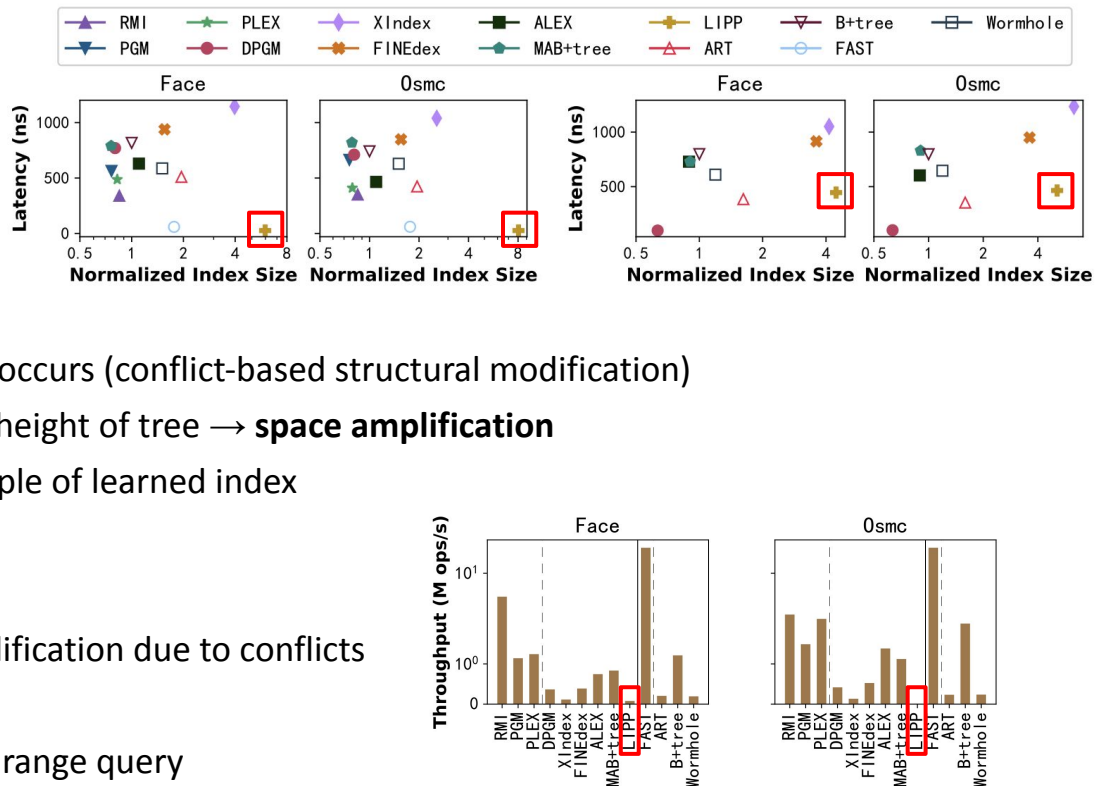 RMI PLEX XIndex ALEX LIPP B+tree Wormhole
PGM DPGM FINEdex MAB+tree ART FAST
Face Osmc Face Osmc
Latency (ns) 1000 500 0
Latency (ns) 1000 500
0.5 1 2 4 8 0.5 1 2 4 8 0.5 1 2 4 0.5 1 2 4
Normalized Index Size Normalized Index Size Normalized Index Size Normalized Index Size
occurs (conflict-based structural modification)
height of tree → space amplification
ple of learned index
Face Osmc
Throughput (M ops/s) 10¹ 10⁰ 0
lification due to conflicts
RMI PGM PLEX DPGM XIndex FINEdex ALEX MAB+tree LIPP FAST ART B+tree Wormhole
RMI PGM PLEX DPGM XIndex FINEdex ALEX MAB+tree LIPP FAST ART B+tree Wormhole
range query